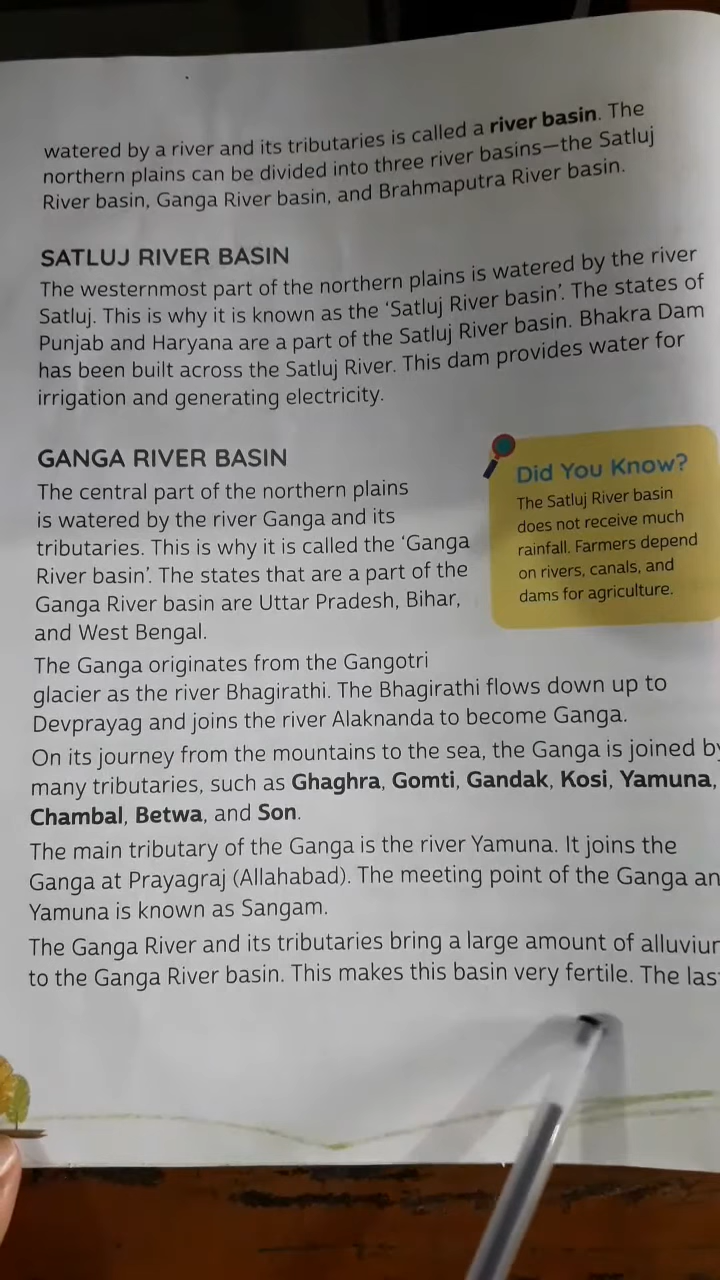 watered by a river and its tributaries is called a river basin. The
northern plains can be divided into three river basins—the Satluj
River basin, Ganga River basin, and Brahmaputra River basin.
SATLUJ RIVER BASIN
The westernmost part of the northern plains is watered by the river
Satluj. This is why it is known as the ‘Satluj River basin’. The states of
Punjab and Haryana are a part of the Satluj River basin. Bhakra Dam
has been built across the Satluj River. This dam provides water for
irrigation and generating electricity.
GANGA RIVER BASIN
The central part of the northern plains
is watered by the river Ganga and its
tributaries. This is why it is called the ‘Ganga
River basin’. The states that are a part of the
Ganga River basin are Uttar Pradesh, Bihar,
and West Bengal.
Did You Know?
The Satluj River basin
does not receive much
rainfall. Farmers depend
on rivers, canals, and
dams for agriculture.
The Ganga originates from the Gangotri
glacier as the river Bhagirathi. The Bhagirathi flows down up to
Devprayag and joins the river Alaknanda to become Ganga.
On its journey from the mountains to the sea, the Ganga is joined by
many tributaries, such as Ghaghra, Gomti, Gandak, Kosi, Yamuna,
Chambal, Betwa, and Son.
The main tributary of the Ganga is the river Yamuna. It joins the
Ganga at Prayagraj (Allahabad). The meeting point of the Ganga an
Yamuna is known as Sangam.
The Ganga River and its tributaries bring a large amount of alluviu
to the Ganga River basin. This makes this basin very fertile. The las